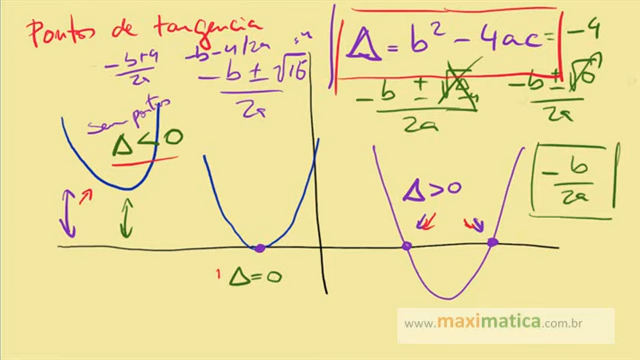 Pontos de tangencia
Δ = b² - 4ac = -4
-b+4/2a
-b-4/2a
-b ± √16/2a
-b ±/2a
-b ± √0/2a
sem pontos
Δ < 0
Δ > 0
-b/2a
Δ = 0
www.maximatica.com.br